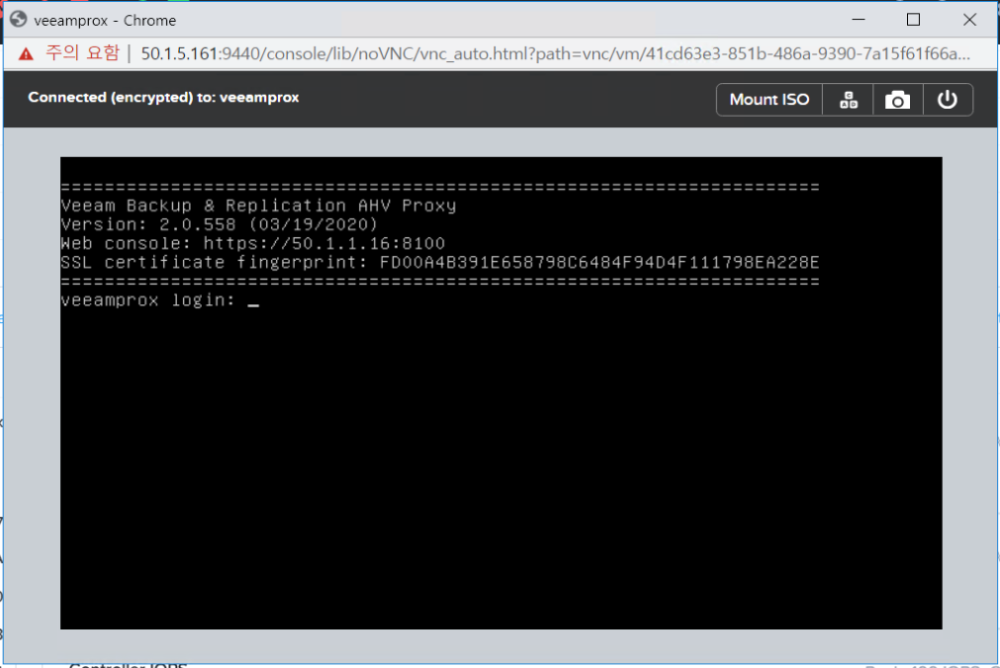 veeamprox - Chrome
주의 요함 | 50.1.5.161:9440/console/lib/noVNC/vnc_auto.html?path=vnc/vm/41cd63e3-851b-486a-9390-7a15f61f66a...
Connected (encrypted) to: veeamprox
Mount ISO
=====================================================================
Veeam Backup & Replication AHV Proxy
Version: 2.0.558 (03/19/2020)
Web console: https://50.1.1.16:8100
SSL certificate fingerprint: FD00A4B391E658798C6484F94D4F111798EA228E
=====================================================================
veeamprox login: _